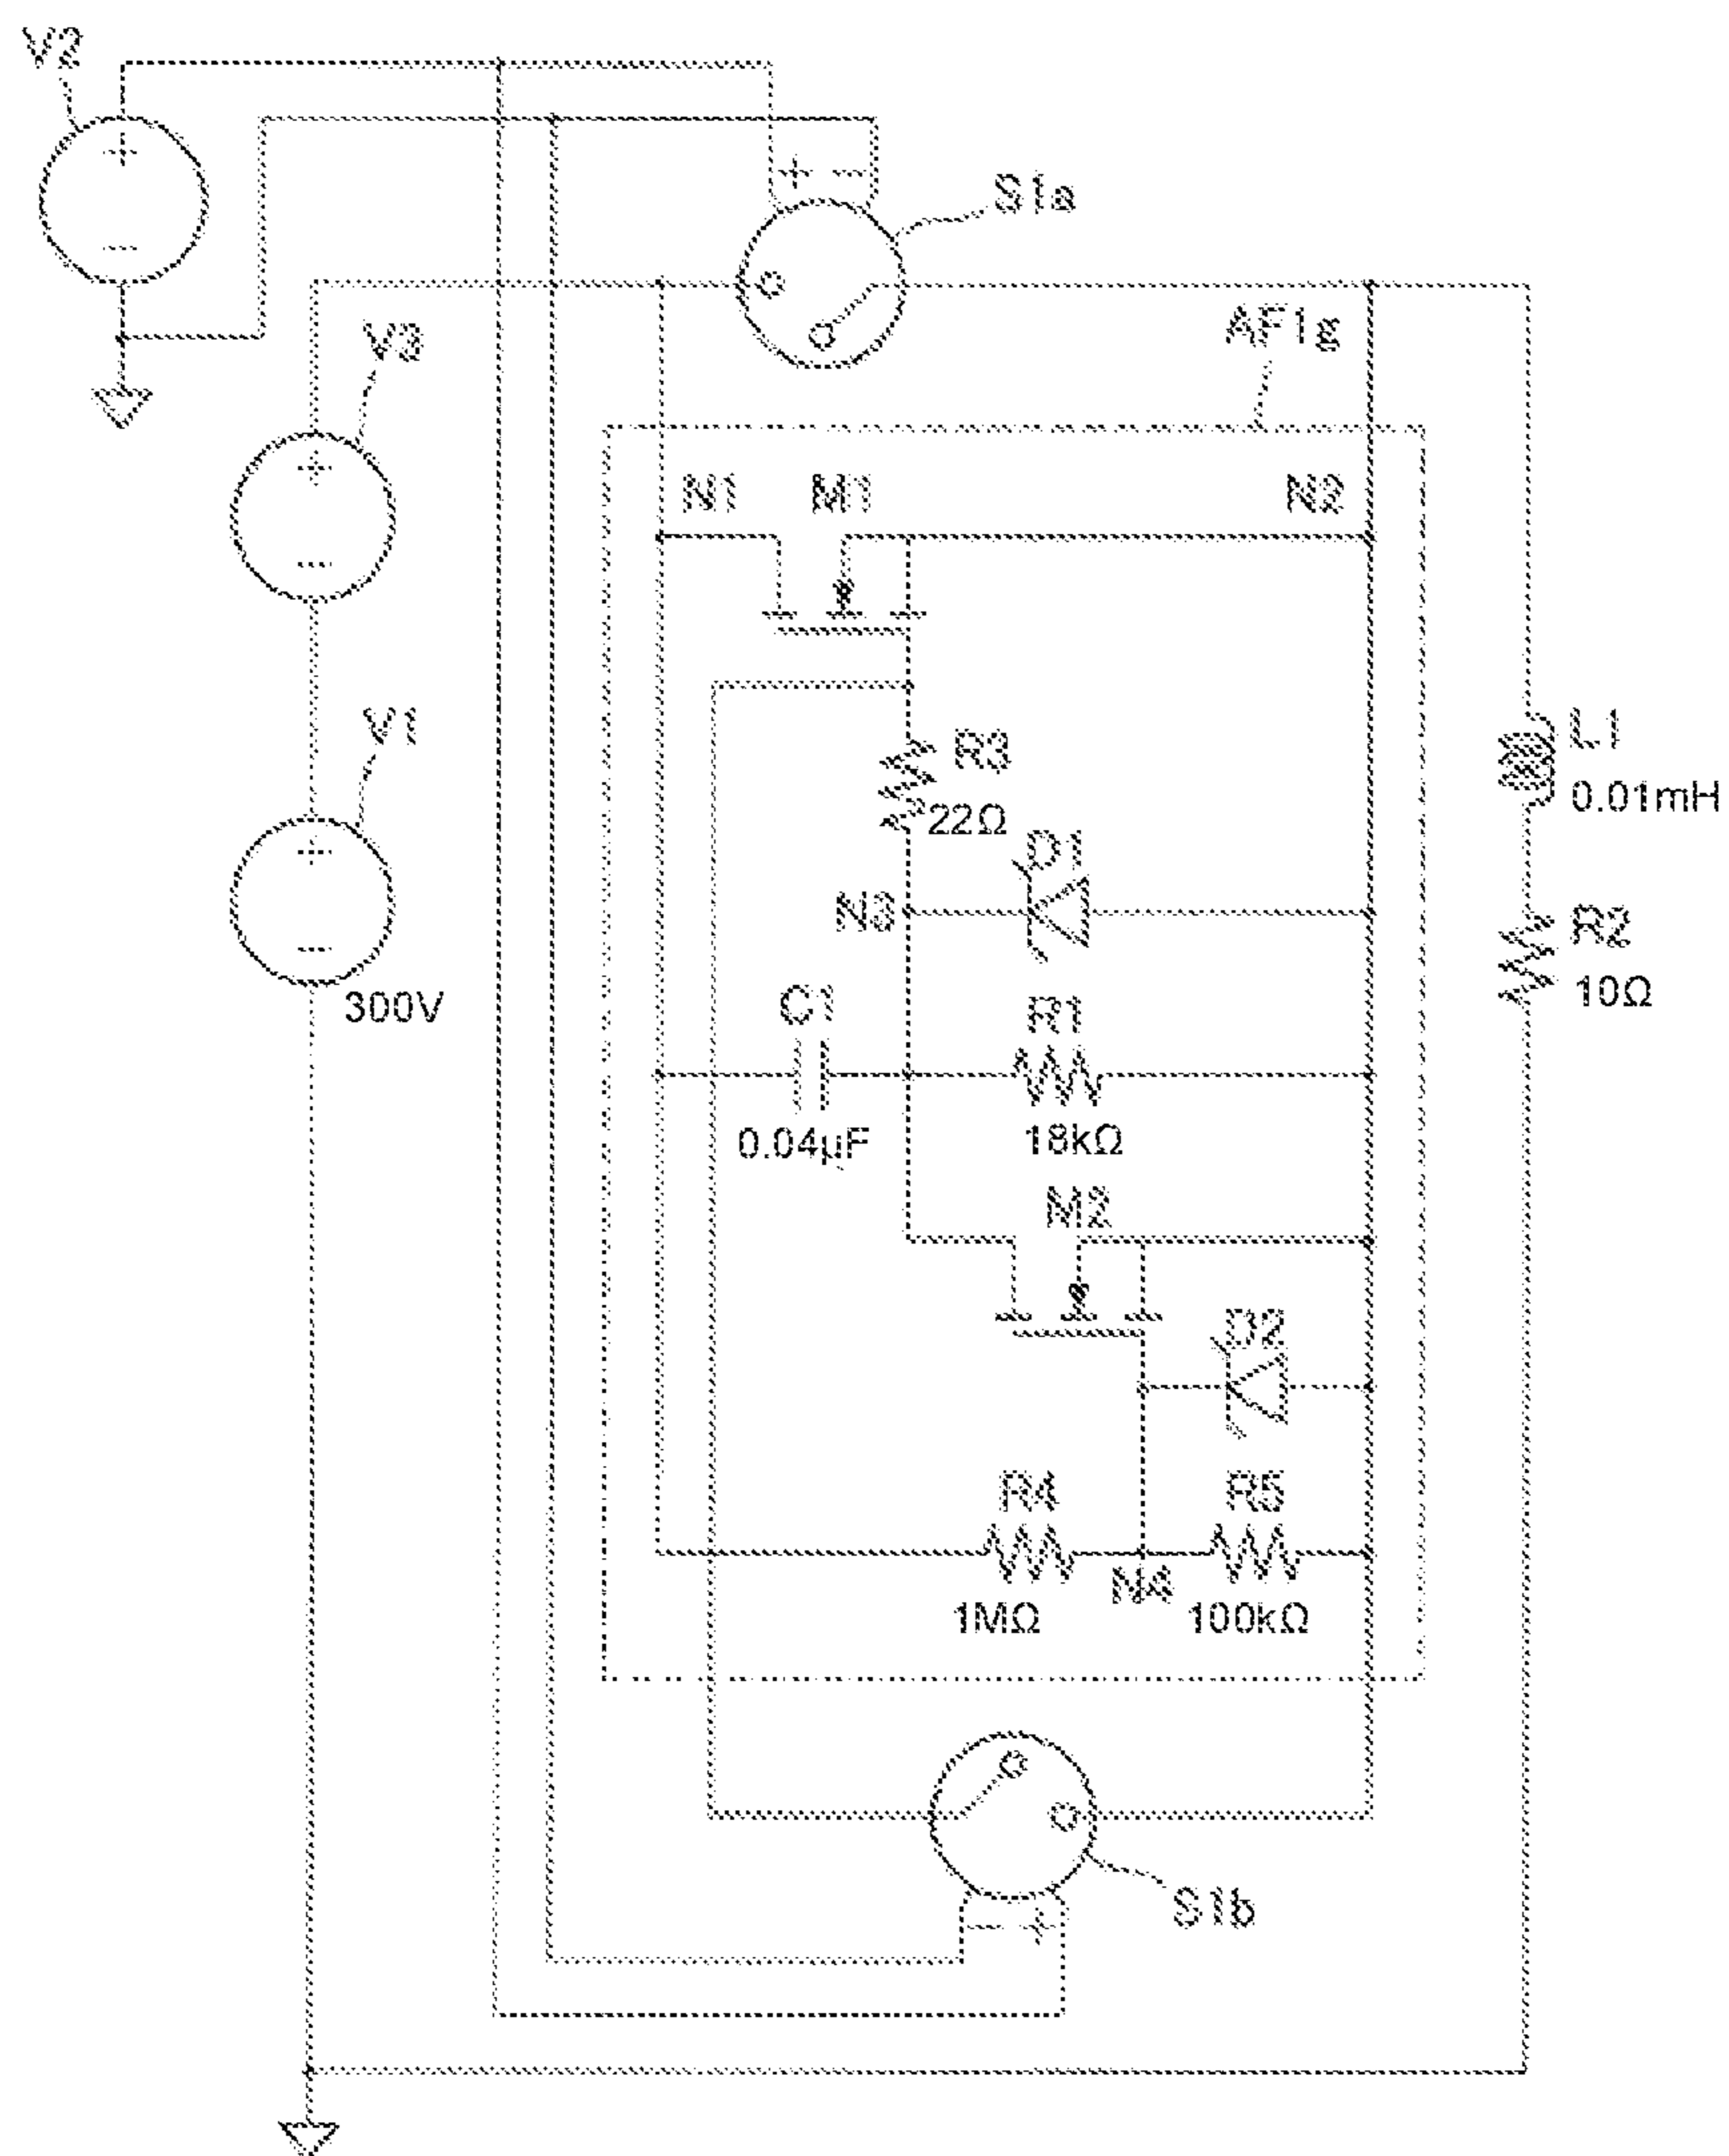 V2
+
−
+ −
S1a
V3
+
−
AF1g
N1
M1
N2
V1
+
−
300V
R3
22Ω
L1
0.01mH
D1
N3
R2
10Ω
C1
0.04μF
R1
18kΩ
M2
D2
R4
1MΩ
N4
R5
100kΩ
S1b
− +